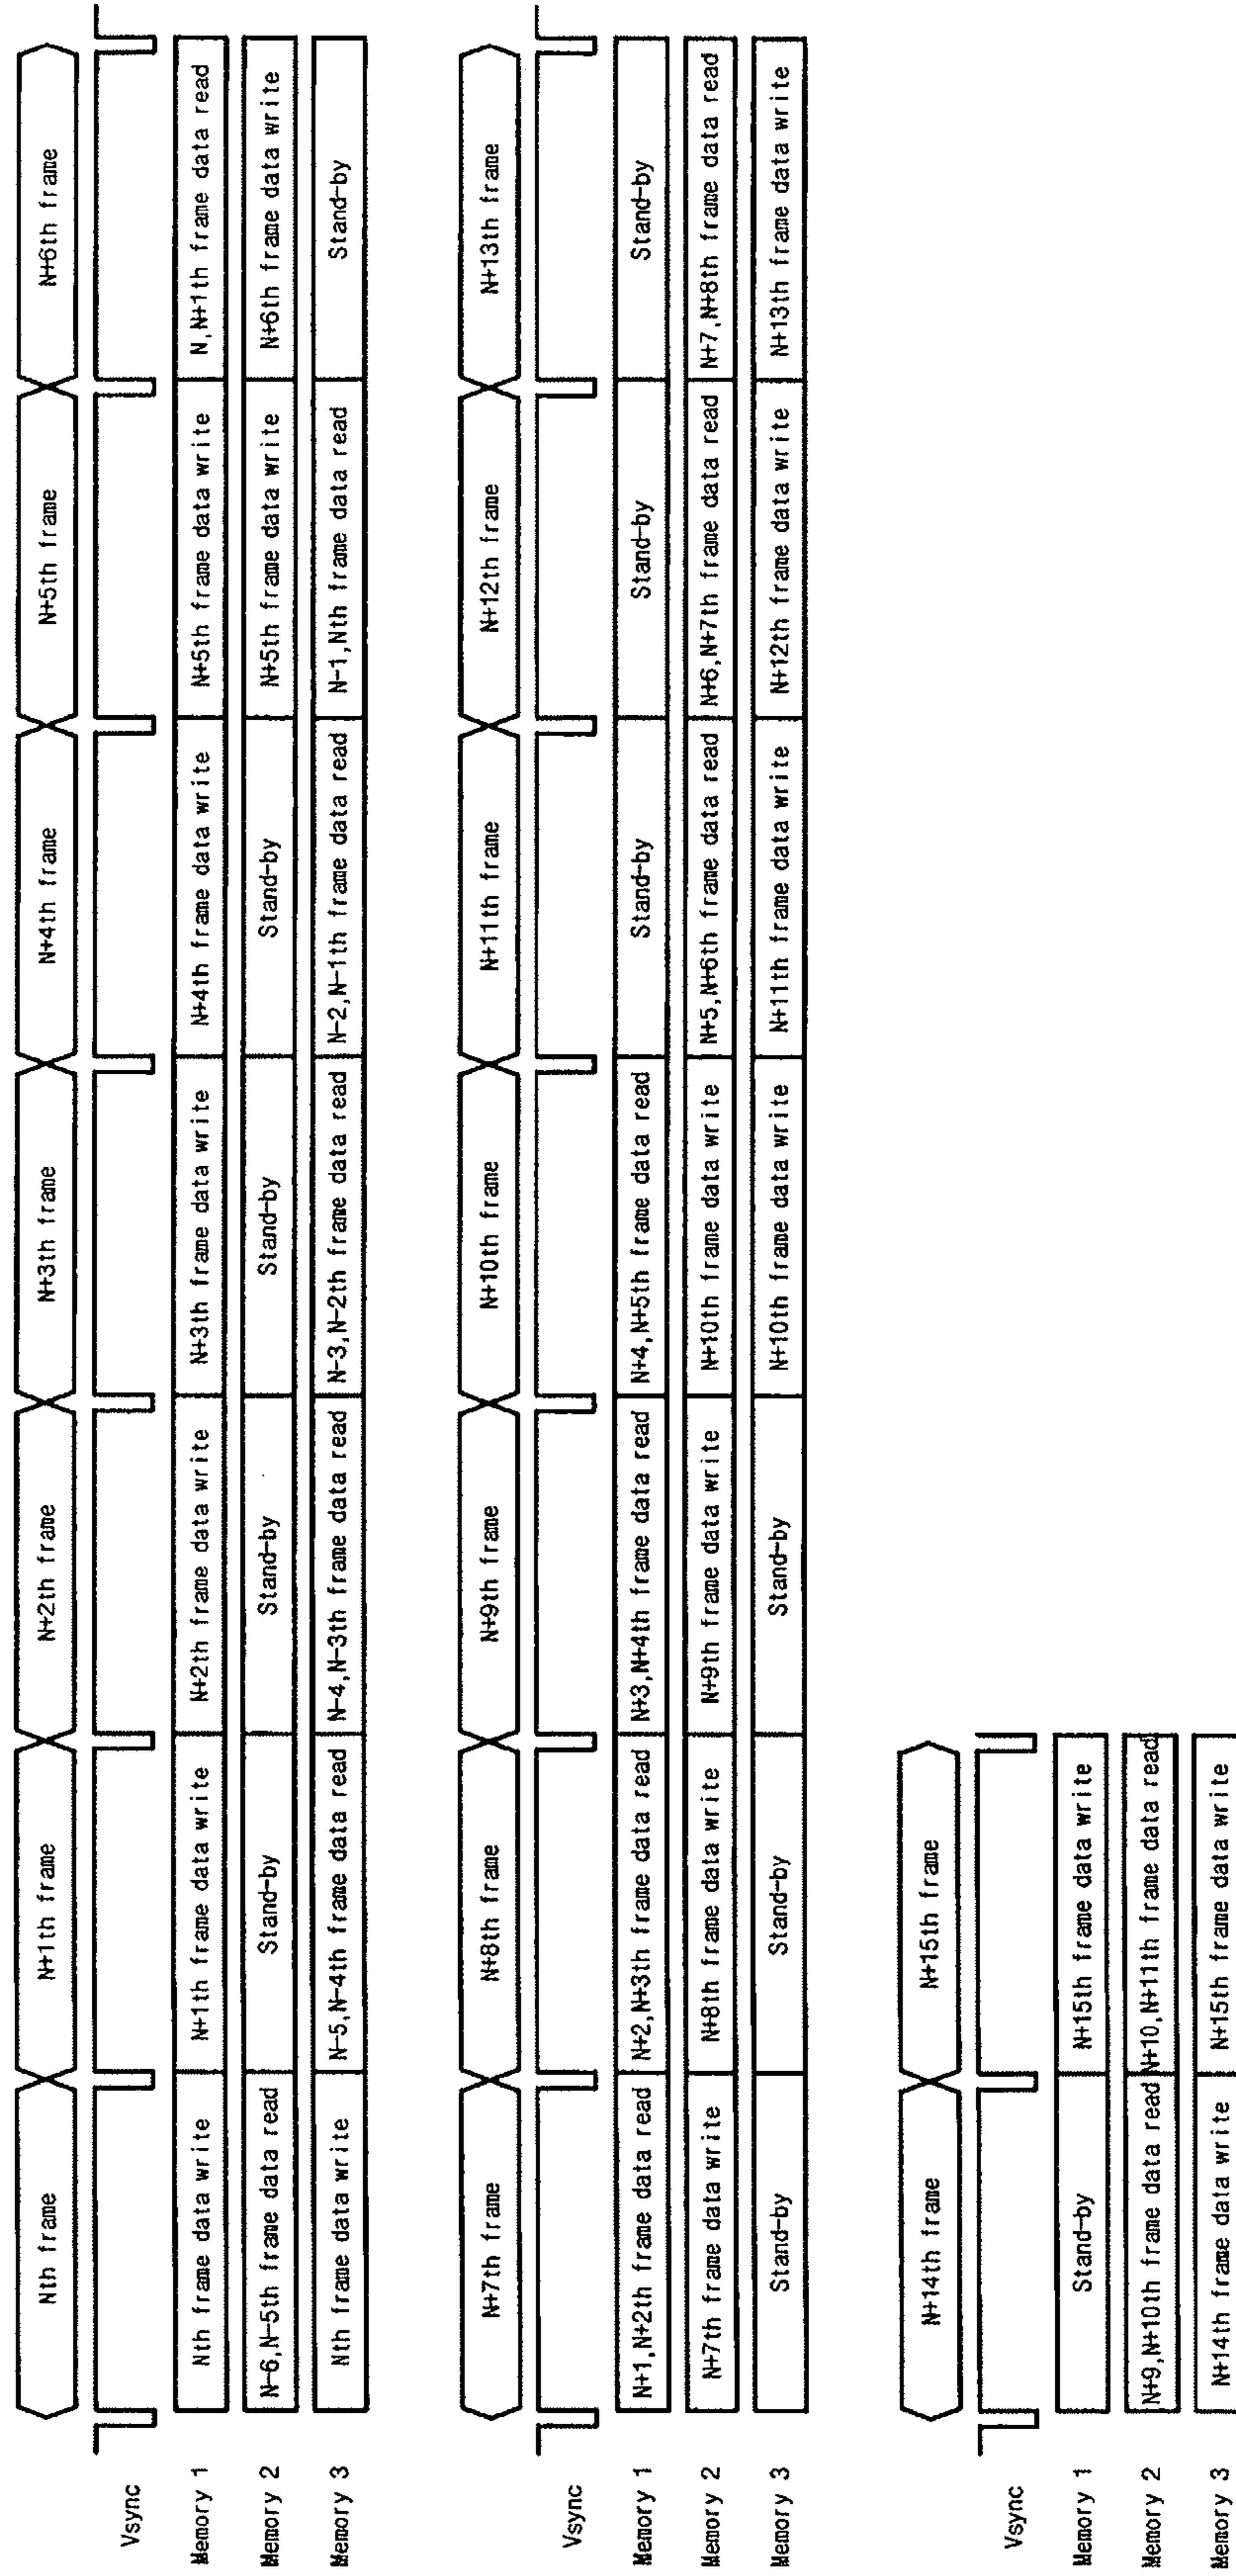 Nth frame
N+1th frame
N+2th frame
N+3th frame
N+4th frame
N+5th frame
N+6th frame
Vsync
Memory 1
Nth frame data write
N+1th frame data write
N+2th frame data write
N+3th frame data write
N+4th frame data write
N+5th frame data write
N,N+1th frame data read
Memory 2
N-6,N-5th frame data read
Stand-by
Stand-by
Stand-by
Stand-by
N+5th frame data write
N+6th frame data write
Memory 3
Nth frame data write
N-5,N-4th frame data read
N-4,N-3th frame data read
N-3,N-2th frame data read
N-2,N-1th frame data read
N-1,Nth frame data read
Stand-by
N+7th frame
N+8th frame
N+9th frame
N+10th frame
N+11th frame
N+12th frame
N+13th frame
Vsync
Memory 1
N+1,N+2th frame data read
N+2,N+3th frame data read
N+3,N+4th frame data read
N+4,N+5th frame data read
Stand-by
Stand-by
Stand-by
Memory 2
N+7th frame data write
N+8th frame data write
N+9th frame data write
N+10th frame data write
N+5,N+6th frame data read
N+6,N+7th frame data read
N+7,N+8th frame data read
Memory 3
Stand-by
Stand-by
Stand-by
N+10th frame data write
N+11th frame data write
N+12th frame data write
N+13th frame data write
N+14th frame
N+15th frame
Vsync
Memory 1
Stand-by
N+15th frame data write
Memory 2
N+9,N+10th frame data read
N+10,N+11th frame data read
Memory 3
N+14th frame data write
N+15th frame data write